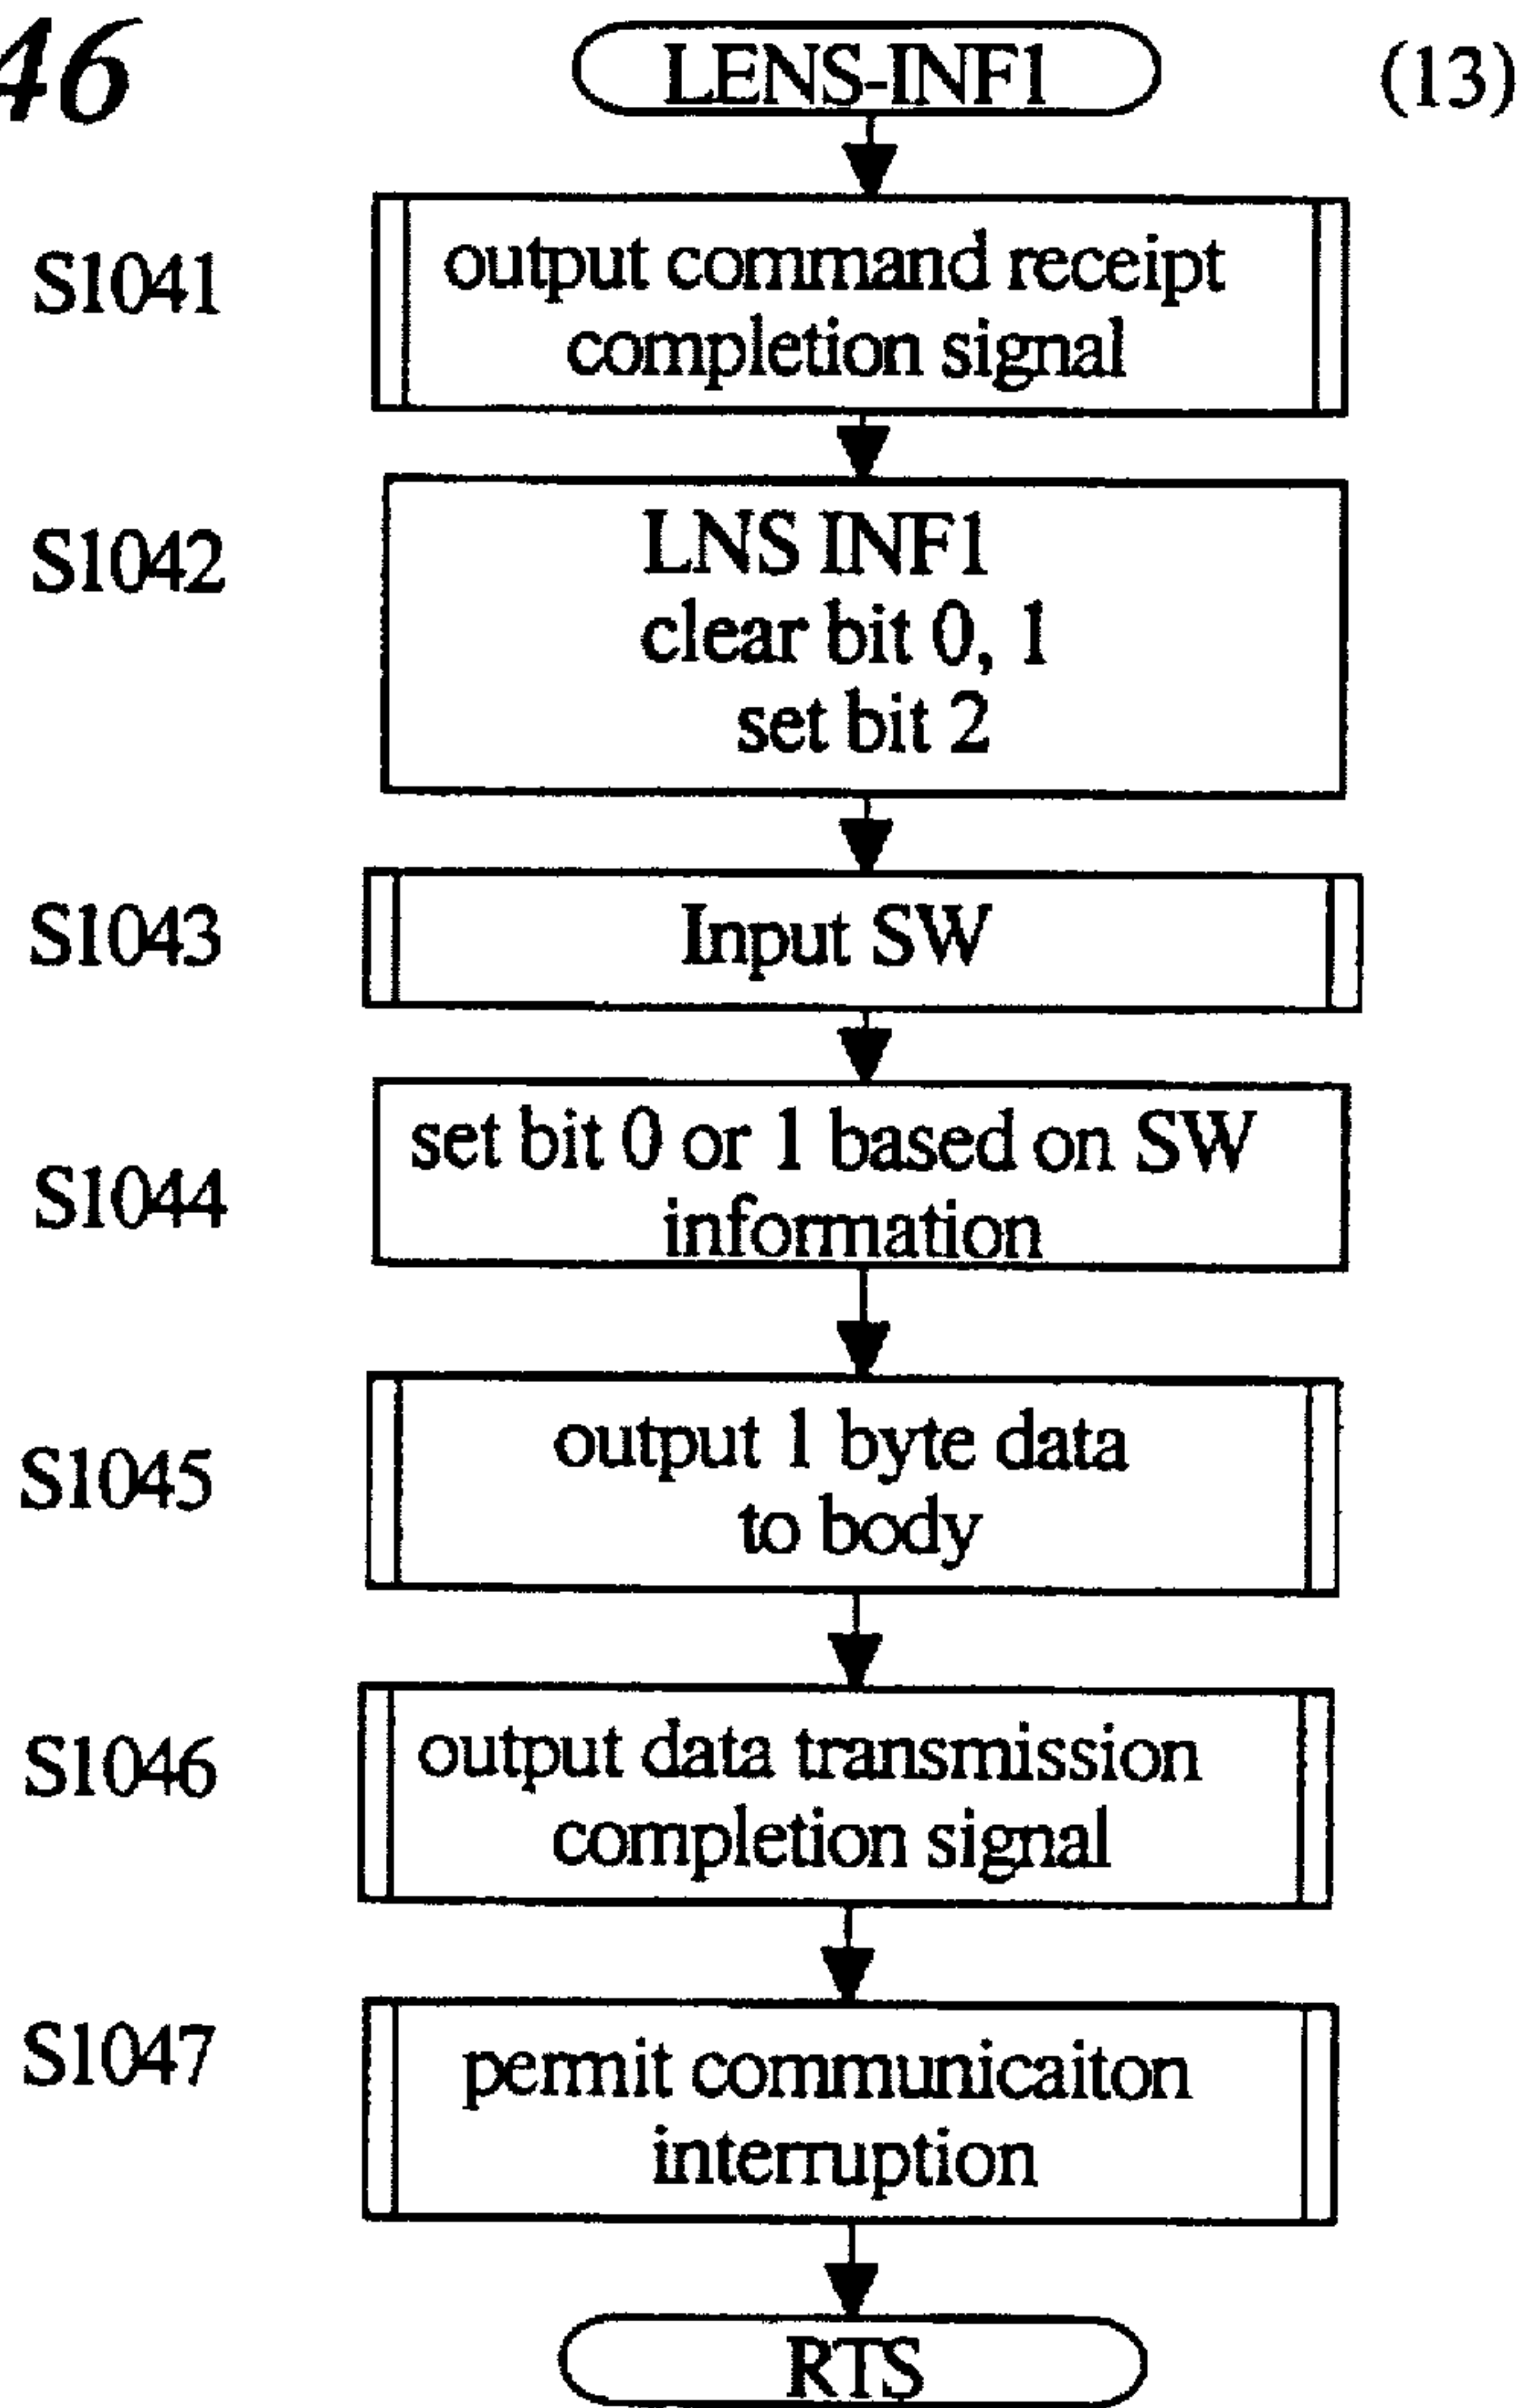 46
LENS-INF1
(13)
S1041
output command receipt
completion signal
S1042
LNS INF1
clear bit 0, 1
set bit 2
S1043
Input SW
S1044
set bit 0 or 1 based on SW
information
S1045
output 1 byte data
to body
S1046
output data transmission
completion signal
S1047
permit communicaiton
interruption
RTS